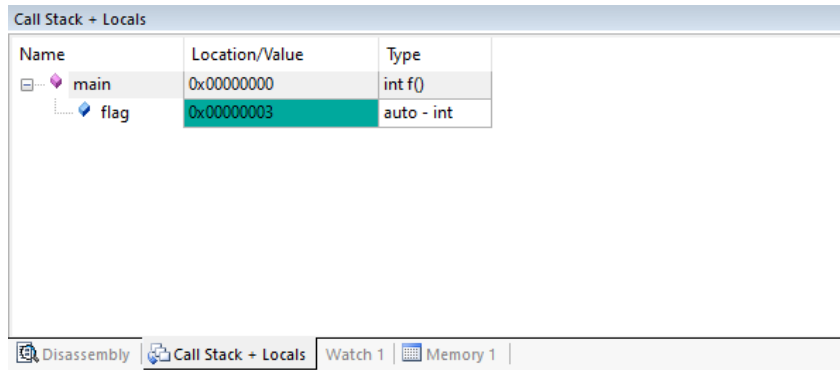 Call Stack + Locals
Name Location/Value Type
main 0x00000000 int f()
flag 0x00000003 auto - int
Disassembly Call Stack + Locals Watch 1 Memory 1